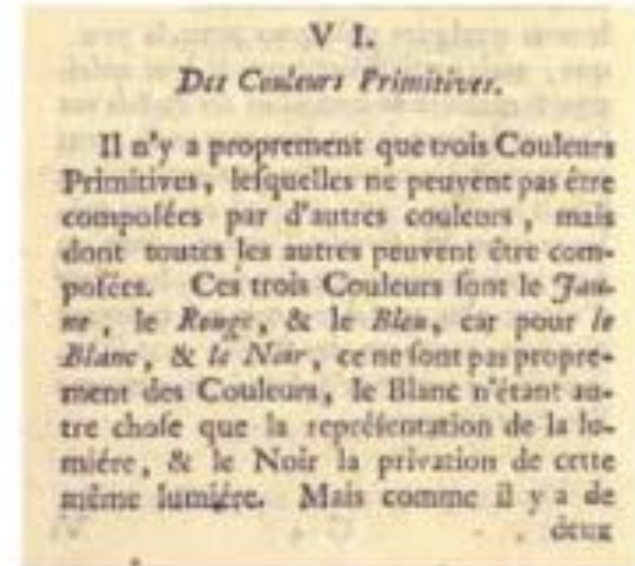 VI.
Des Couleurs Primitives.
Il n'y a proprement que trois Couleurs
Primitives, leſquelles ne peuvent pas être
compoſées par d'autres couleurs, mais
dont toutes les autres peuvent être com-
poſées. Ces trois Couleurs ſont le Jau-
ne, le Rouge, & le Bleu, car pour le
Blanc, & le Noir, ce ne ſont pas propre-
ment des Couleurs, le Blanc n'étant au-
tre choſe que la repréſentation de la lu-
miére, & le Noir la privation de cette
même lumiére. Mais comme il y a de
deux